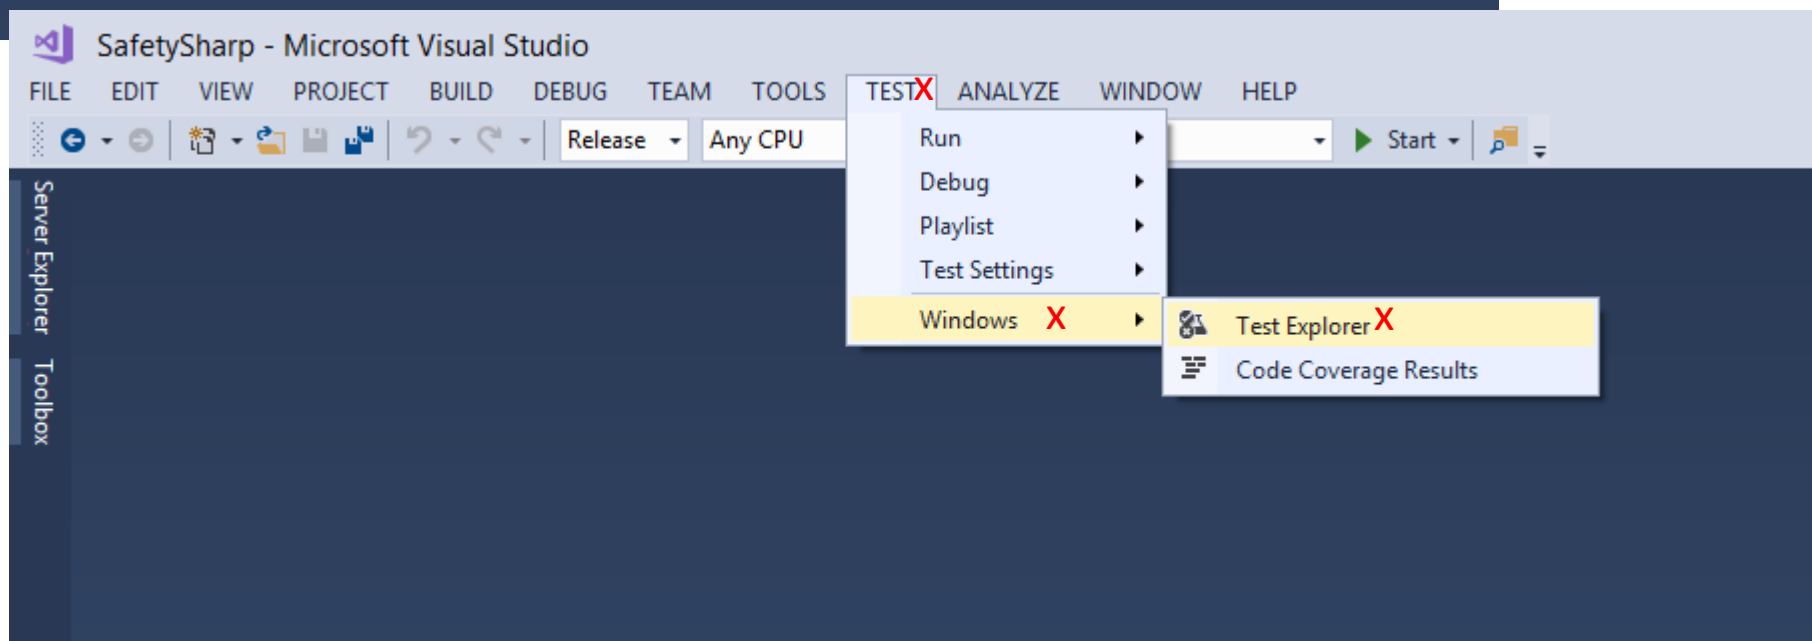 SafetySharp - Microsoft Visual Studio
FILE EDIT VIEW PROJECT BUILD DEBUG TEAM TOOLS TEST X ANALYZE WINDOW HELP
Release Any CPU Start
Run
Debug
Playlist
Test Settings
Windows X
Test Explorer X
Code Coverage Results
Server Explorer
Toolbox